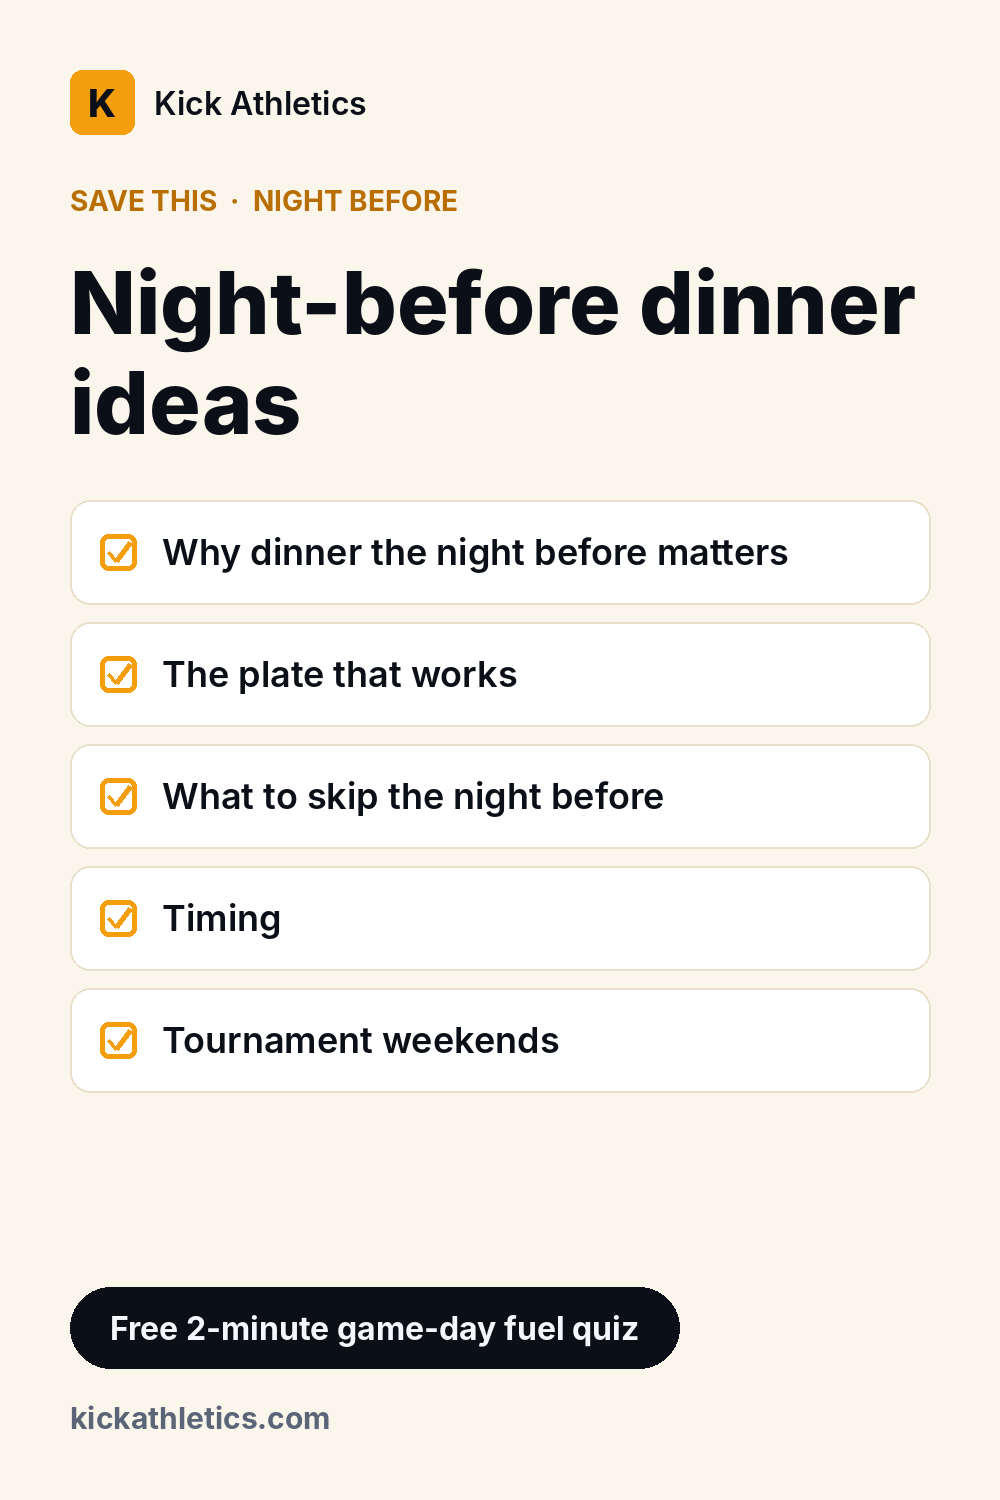 K
Kick Athletics
SAVE THIS · NIGHT BEFORE
Night-before dinner
ideas
Why dinner the night before matters
The plate that works
What to skip the night before
Timing
Tournament weekends
Free 2-minute game-day fuel quiz
kickathletics.com